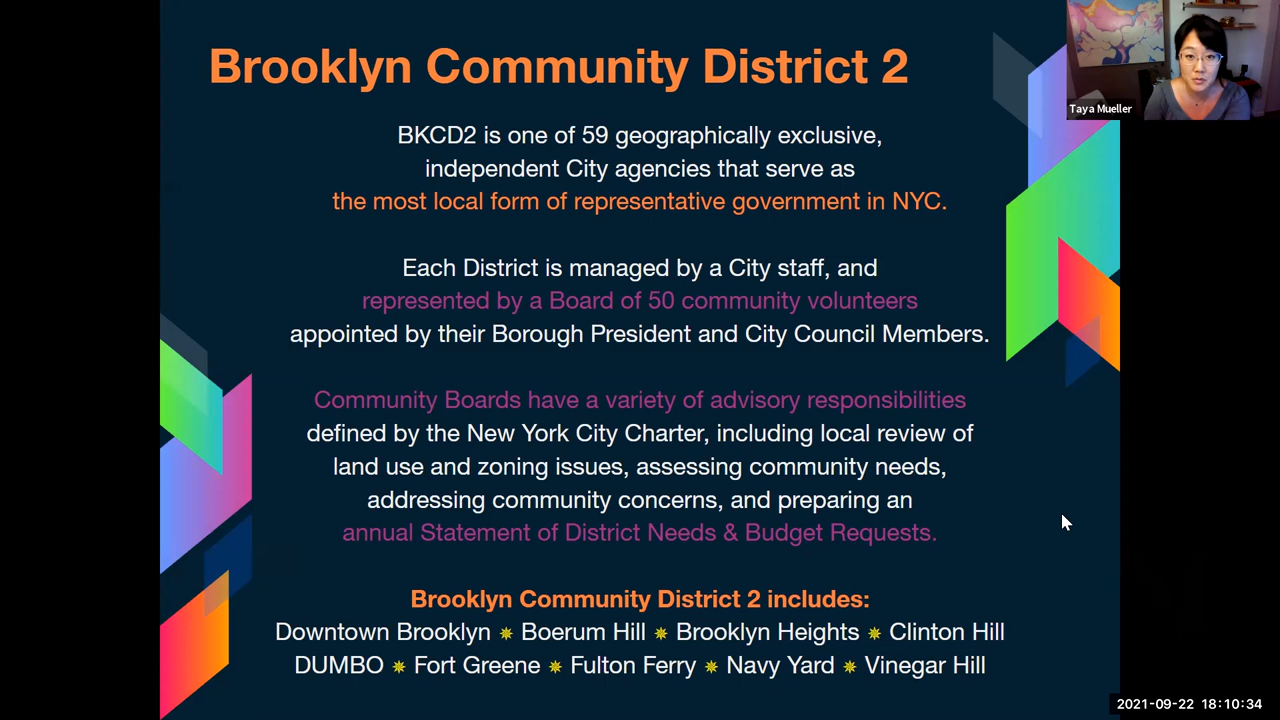 Brooklyn Community District 2
Taya Mueller
BKCD2 is one of 59 geographically exclusive,
independent City agencies that serve as
the most local form of representative government in NYC.
Each District is managed by a City staff, and
represented by a Board of 50 community volunteers
appointed by their Borough President and City Council Members.
Community Boards have a variety of advisory responsibilities
defined by the New York City Charter, including local review of
land use and zoning issues, assessing community needs,
addressing community concerns, and preparing an
annual Statement of District Needs & Budget Requests.
Brooklyn Community District 2 includes:
Downtown Brooklyn ✵ Boerum Hill ✵ Brooklyn Heights ✵ Clinton Hill
DUMBO ✵ Fort Greene ✵ Fulton Ferry ✵ Navy Yard ✵ Vinegar Hill
2021-09-22 18:10:34